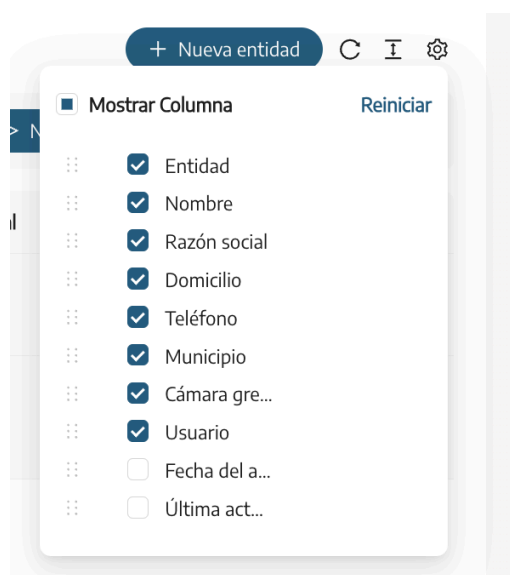 + Nueva entidad
Mostrar Columna Reiniciar
> N
Entidad
Nombre
al
Razón social
Domicilio
Teléfono
Municipio
Cámara gre...
Usuario
Fecha del a...
Última act...